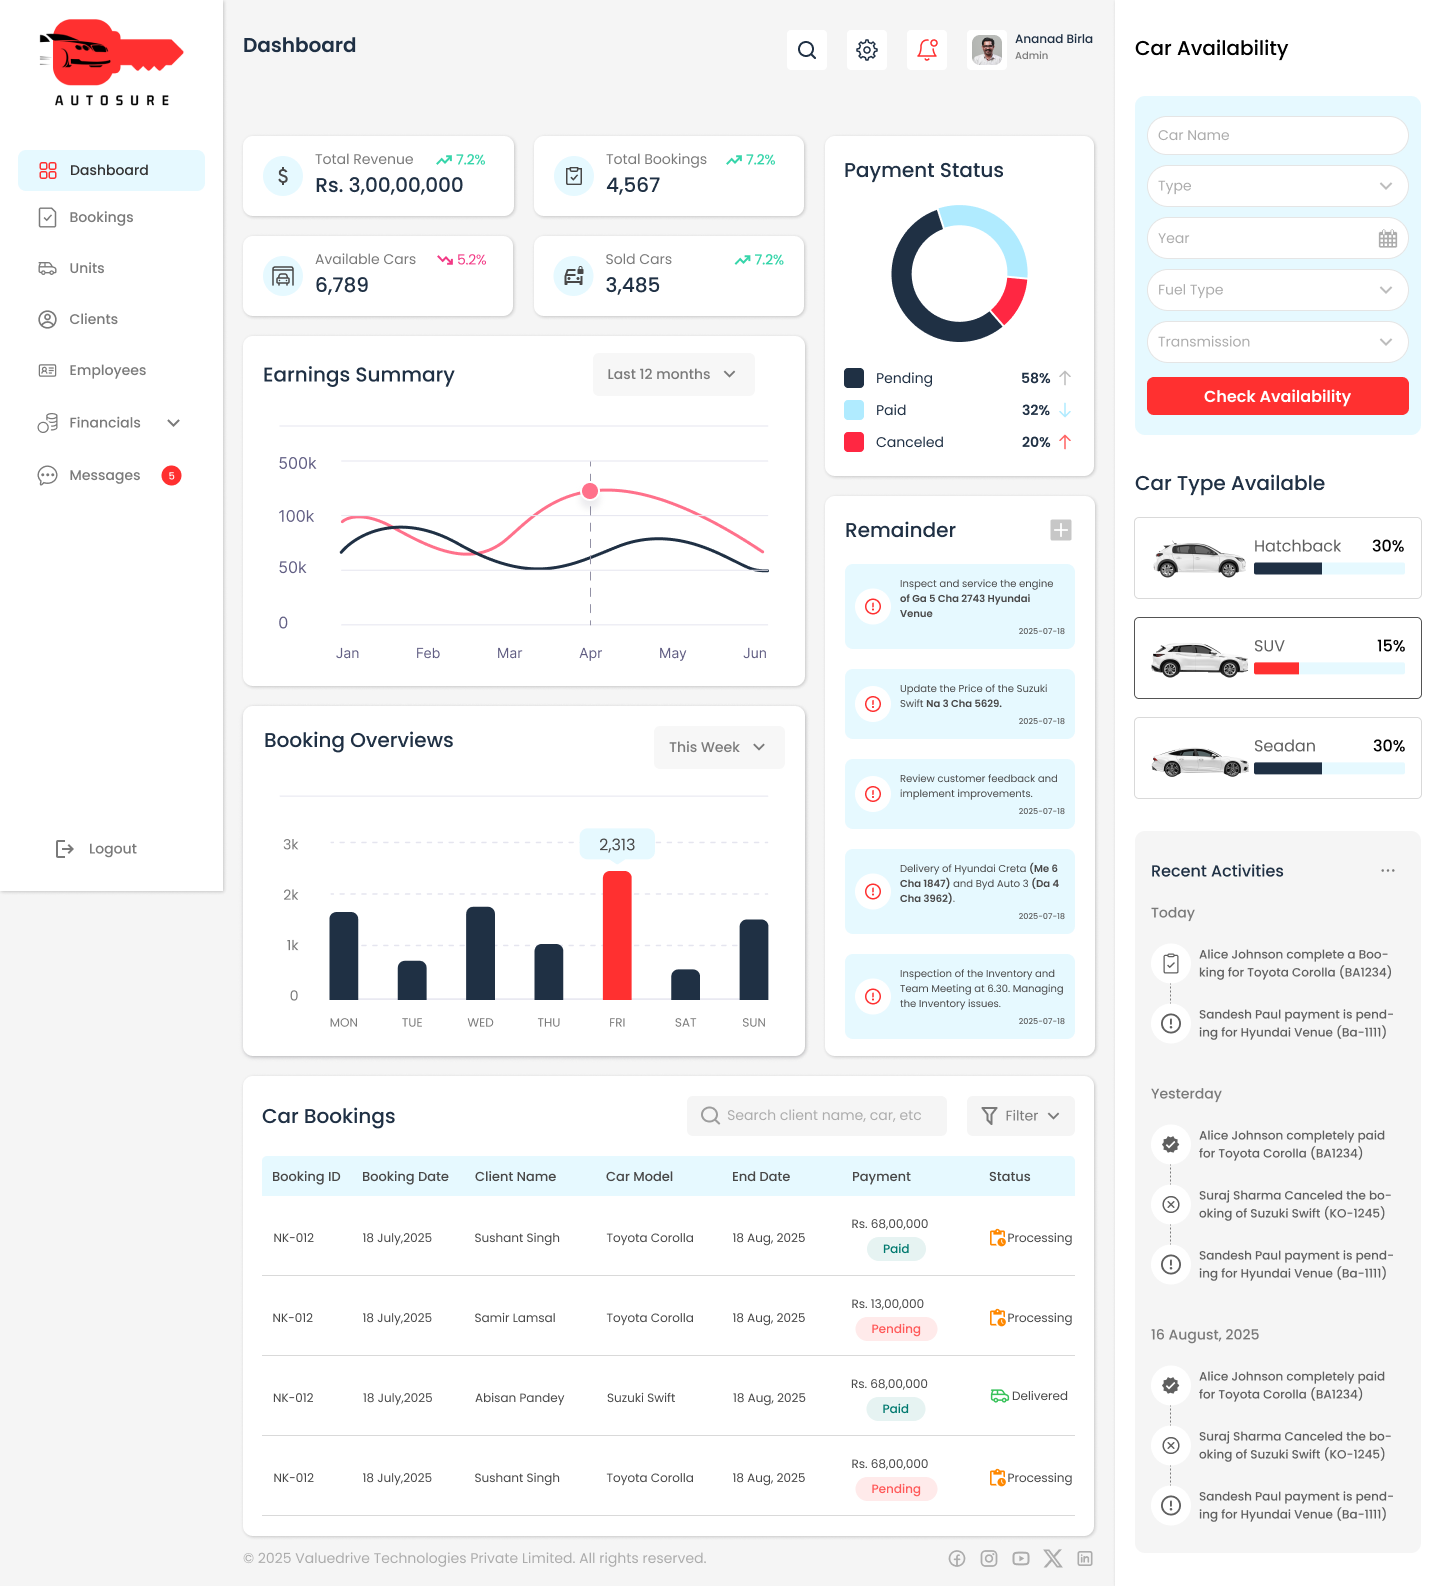 AUTOSURE
Dashboard
Bookings
Units
Clients
Employees
Financials
Messages
5
Logout
Dashboard
Ananad Birla
Admin
Total Revenue
7.2%
Rs. 3,00,00,000
Total Bookings
7.2%
4,567
Available Cars
5.2%
6,789
Sold Cars
7.2%
3,485
Earnings Summary
Last 12 months
500k
100k
50k
0
Jan
Feb
Mar
Apr
May
Jun
Booking Overviews
This Week
3k
2k
1k
0
2,313
MON
TUE
WED
THU
FRI
SAT
SUN
Payment Status
Pending
58%
Paid
32%
Canceled
20%
Remainder
Inspect and service the engine
of Ga 5 Cha 2743 Hyundai
Venue
2025-07-18
Update the Price of the Suzuki
Swift Na 3 Cha 5629.
2025-07-18
Review customer feedback and
implement improvements.
2025-07-18
Delivery of Hyundai Creta (Me 6
Cha 1847) and Byd Auto 3 (Da 4
Cha 3962).
2025-07-18
Inspection of the Inventory and
Team Meeting at 6.30. Managing
the Inventory issues.
2025-07-18
Car Bookings
Search client name, car, etc
Filter
Booking ID
Booking Date
Client Name
Car Model
End Date
Payment
Status
NK-012
18 July,2025
Sushant Singh
Toyota Corolla
18 Aug, 2025
Rs. 68,00,000
Paid
Processing
NK-012
18 July,2025
Samir Lamsal
Toyota Corolla
18 Aug, 2025
Rs. 13,00,000
Pending
Processing
NK-012
18 July,2025
Abisan Pandey
Suzuki Swift
18 Aug, 2025
Rs. 68,00,000
Paid
Delivered
NK-012
18 July,2025
Sushant Singh
Toyota Corolla
18 Aug, 2025
Rs. 68,00,000
Pending
Processing
© 2025 Valuedrive Technologies Private Limited. All rights reserved.
Car Availability
Car Name
Type
Year
Fuel Type
Transmission
Check Availability
Car Type Available
Hatchback
30%
SUV
15%
Seadan
30%
Recent Activities
Today
Alice Johnson complete a Boo-
king for Toyota Corolla (BA1234)
Sandesh Paul payment is pend-
ing for Hyundai Venue (Ba-1111)
Yesterday
Alice Johnson completely paid
for Toyota Corolla (BA1234)
Suraj Sharma Canceled the bo-
oking of Suzuki Swift (KO-1245)
Sandesh Paul payment is pend-
ing for Hyundai Venue (Ba-1111)
16 August, 2025
Alice Johnson completely paid
for Toyota Corolla (BA1234)
Suraj Sharma Canceled the bo-
oking of Suzuki Swift (KO-1245)
Sandesh Paul payment is pend-
ing for Hyundai Venue (Ba-1111)